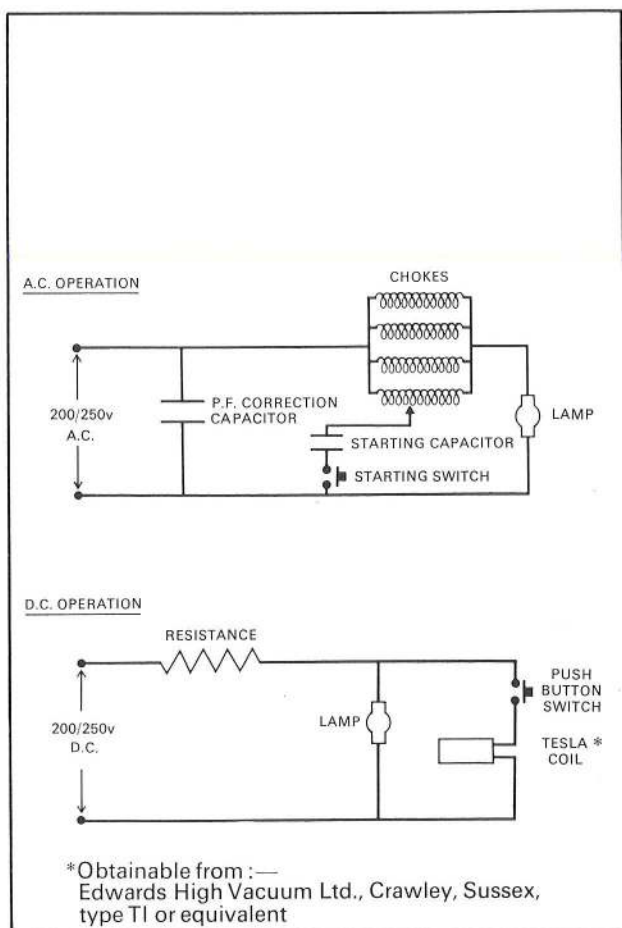 A.C. OPERATION
CHOKES
200/250v
A.C.
P.F. CORRECTION
CAPACITOR
STARTING CAPACITOR
STARTING SWITCH
LAMP
D.C. OPERATION
RESISTANCE
200/250v
D.C.
LAMP
PUSH
BUTTON
SWITCH
TESLA *
COIL
*Obtainable from :—
Edwards High Vacuum Ltd., Crawley, Sussex,
type TI or equivalent